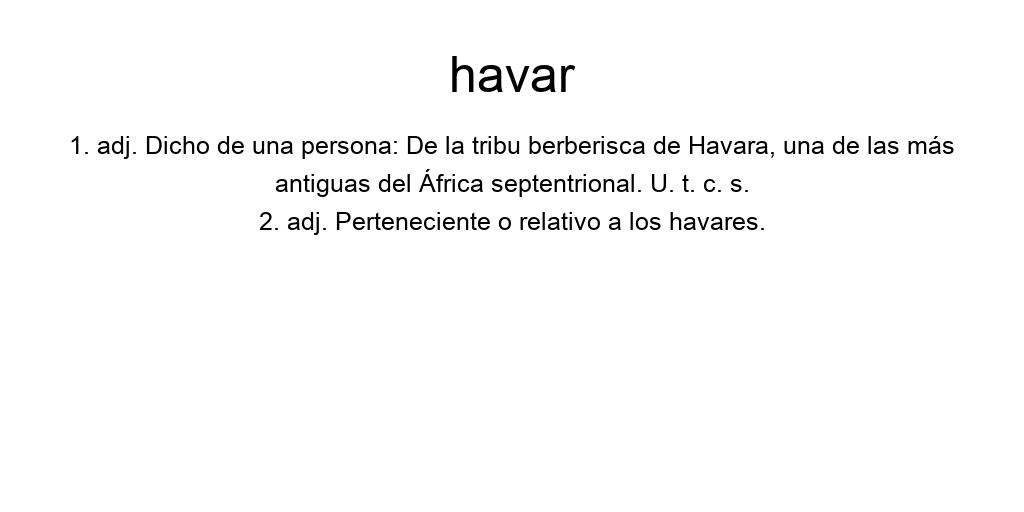 havar
1. adj. Dicho de una persona: De la tribu berberisca de Havara, una de las más
antiguas del África septentrional. U. t. c. s.
2. adj. Perteneciente o relativo a los havares.